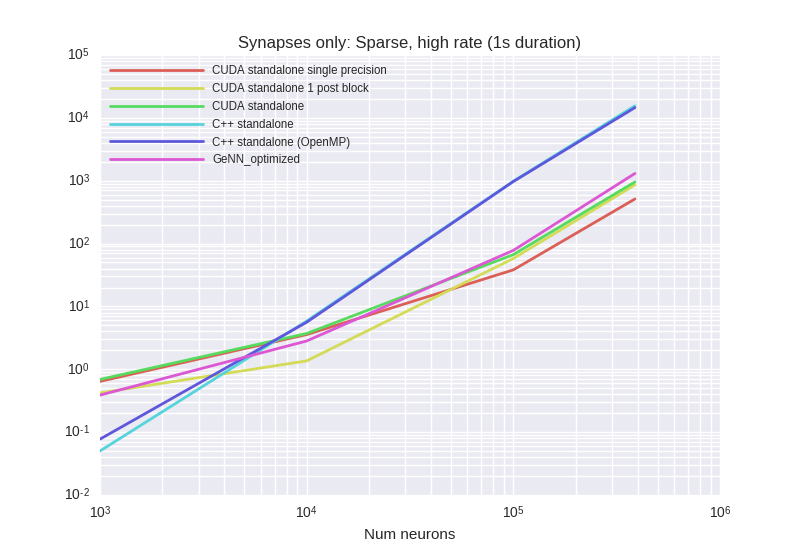 Synapses only: Sparse, high rate (1s duration)
10^5
10^4
10^3
10^2
10^1
10^0
10^-1
10^-2
CUDA standalone single precision
CUDA standalone 1 post block
CUDA standalone
C++ standalone
C++ standalone (OpenMP)
GeNN_optimized
10^3 10^4 10^5 10^6
Num neurons